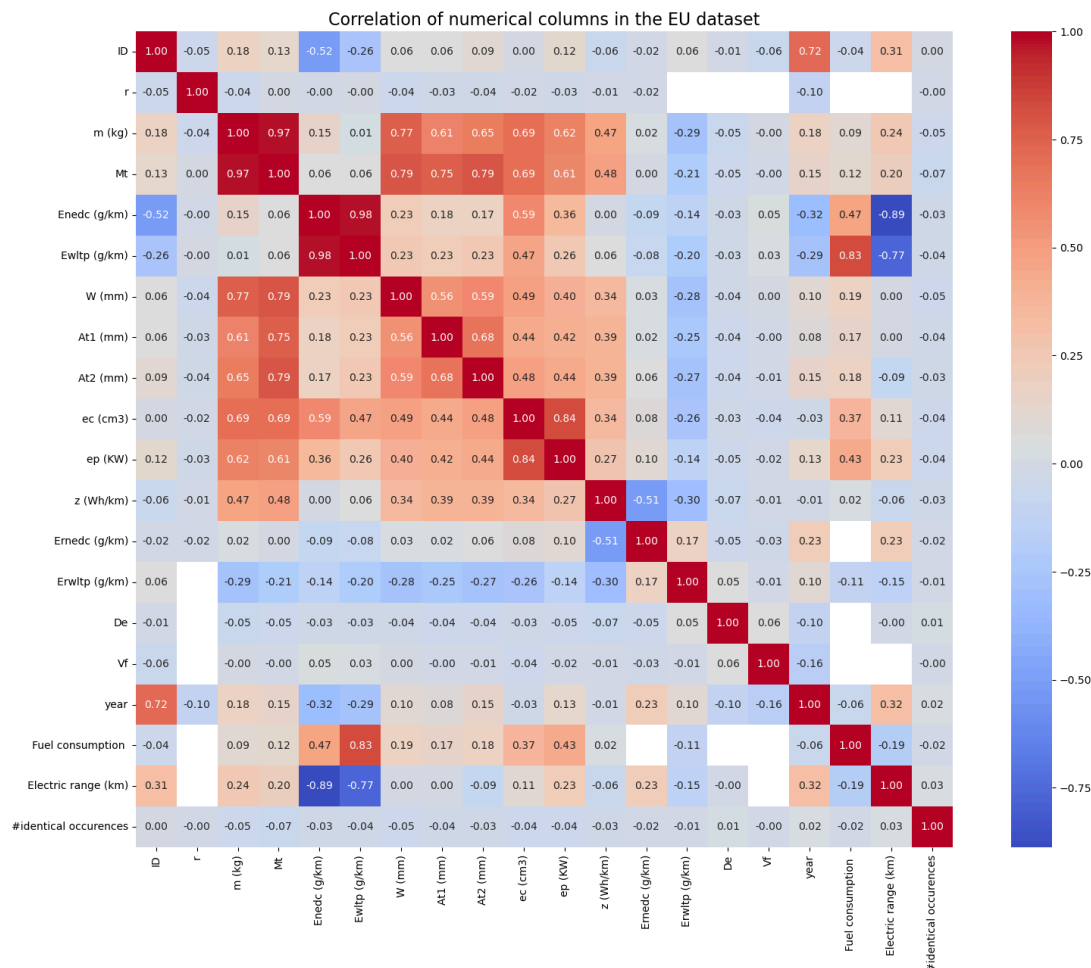 Correlation of numerical columns in the EU dataset
ID 1.00 -0.05 0.18 0.13 -0.52 -0.26 0.06 0.06 0.09 0.00 0.12 -0.06 -0.02 0.06 -0.01 -0.06 0.72 -0.04 0.31 0.00
r -0.05 1.00 -0.04 0.00 -0.00 -0.00 -0.04 -0.03 -0.04 -0.02 -0.03 -0.01 -0.02 -0.10 -0.00
m (kg) 0.18 -0.04 1.00 0.97 0.15 0.01 0.77 0.61 0.65 0.69 0.62 0.47 0.02 -0.29 -0.05 -0.00 0.18 0.09 0.24 -0.05
Mt 0.13 0.00 0.97 1.00 0.06 0.06 0.79 0.75 0.79 0.69 0.61 0.48 0.00 -0.21 -0.05 -0.00 0.15 0.12 0.20 -0.07
Enedc (g/km) -0.52 -0.00 0.15 0.06 1.00 0.98 0.23 0.18 0.17 0.59 0.36 0.00 -0.09 -0.14 -0.03 0.05 -0.32 0.47 -0.89 -0.03
Ewltp (g/km) -0.26 -0.00 0.01 0.06 0.98 1.00 0.23 0.23 0.23 0.47 0.26 0.06 -0.08 -0.20 -0.03 0.03 -0.29 0.83 -0.77 -0.04
W (mm) 0.06 -0.04 0.77 0.79 0.23 0.23 1.00 0.56 0.59 0.49 0.40 0.34 0.03 -0.28 -0.04 0.00 0.10 0.19 0.00 -0.05
At1 (mm) 0.06 -0.03 0.61 0.75 0.18 0.23 0.56 1.00 0.68 0.44 0.42 0.39 0.02 -0.25 -0.04 -0.00 0.08 0.17 0.00 -0.04
At2 (mm) 0.09 -0.04 0.65 0.79 0.17 0.23 0.59 0.68 1.00 0.48 0.44 0.39 0.06 -0.27 -0.04 -0.01 0.15 0.18 -0.09 -0.03
ec (cm3) 0.00 -0.02 0.69 0.69 0.59 0.47 0.49 0.44 0.48 1.00 0.84 0.34 0.08 -0.26 -0.03 -0.04 -0.03 0.37 0.11 -0.04
ep (KW) 0.12 -0.03 0.62 0.61 0.36 0.26 0.40 0.42 0.44 0.84 1.00 0.27 0.10 -0.14 -0.05 -0.02 0.13 0.43 0.23 -0.04
z (Wh/km) -0.06 -0.01 0.47 0.48 0.00 0.06 0.34 0.39 0.39 0.34 0.27 1.00 -0.51 -0.30 -0.07 -0.01 -0.01 0.02 -0.06 -0.03
Ernedc (g/km) -0.02 -0.02 0.02 0.00 -0.09 -0.08 0.03 0.02 0.06 0.08 0.10 -0.51 1.00 0.17 -0.05 -0.03 0.23 0.23 -0.02
Erwltp (g/km) 0.06 -0.29 -0.21 -0.14 -0.20 -0.28 -0.25 -0.27 -0.26 -0.14 -0.30 0.17 1.00 0.05 -0.01 0.10 -0.11 -0.15 -0.01
De -0.01 -0.05 -0.05 -0.03 -0.03 -0.04 -0.04 -0.04 -0.03 -0.05 -0.07 -0.05 0.05 1.00 0.06 -0.10 -0.00 0.01
Vf -0.06 -0.00 -0.00 0.05 0.03 0.00 -0.00 -0.01 -0.04 -0.02 -0.01 -0.03 -0.01 0.06 1.00 -0.16 -0.00
year 0.72 -0.10 0.18 0.15 -0.32 -0.29 0.10 0.08 0.15 -0.03 0.13 -0.01 0.23 0.10 -0.10 -0.16 1.00 -0.06 0.32 0.02
Fuel consumption -0.04 0.09 0.12 0.47 0.83 0.19 0.17 0.18 0.37 0.43 0.02 -0.11 -0.06 1.00 -0.19 -0.02
Electric range (km) 0.31 0.24 0.20 -0.89 -0.77 0.00 0.00 -0.09 0.11 0.23 -0.06 0.23 -0.15 -0.00 0.32 -0.19 1.00 0.03
#identical occurences 0.00 -0.00 -0.05 -0.07 -0.03 -0.04 -0.05 -0.04 -0.03 -0.04 -0.04 -0.03 -0.02 -0.01 0.01 -0.00 0.02 -0.02 0.03 1.00
ID
r
m (kg)
Mt
Enedc (g/km)
Ewltp (g/km)
W (mm)
At1 (mm)
At2 (mm)
ec (cm3)
ep (KW)
z (Wh/km)
Ernedc (g/km)
Erwltp (g/km)
De
Vf
year
Fuel consumption
Electric range (km)
#identical occurences
1.00
0.75
0.50
0.25
0.00
−0.25
−0.50
−0.75